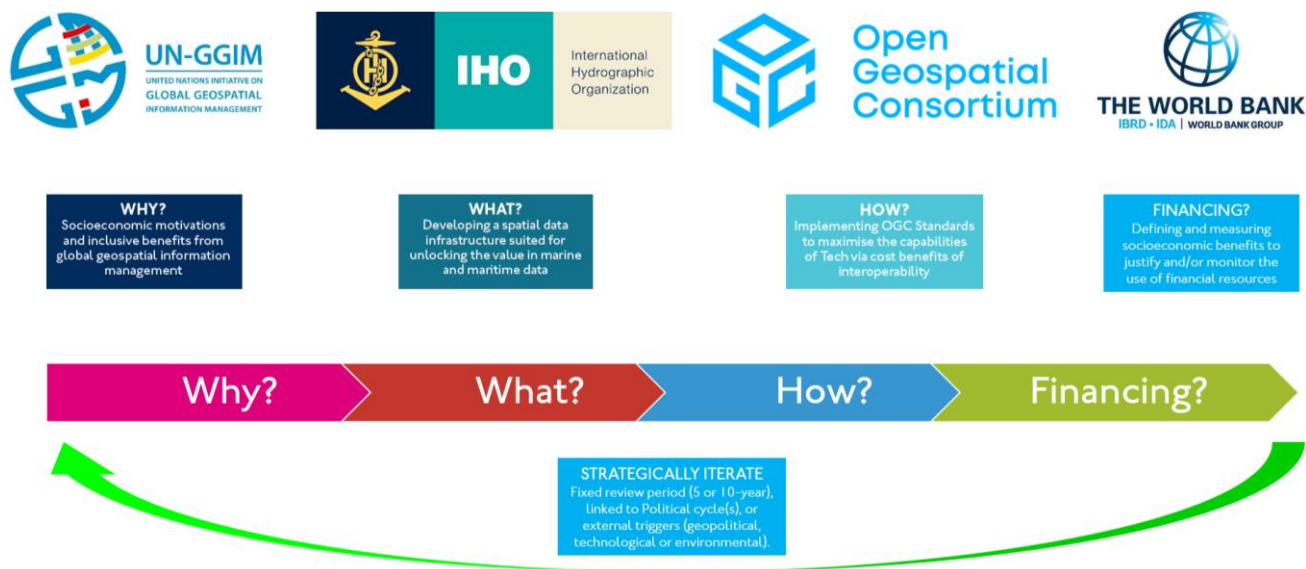 UN-GGIM
UNITED NATIONS INITIATIVE ON
GLOBAL GEOSPATIAL
INFORMATION MANAGEMENT
IHO
International
Hydrographic
Organization
OGC
Open
Geospatial
Consortium
THE WORLD BANK
IBRD • IDA | WORLD BANK GROUP
WHY?
Socioeconomic motivations
and inclusive benefits from
global geospatial information
management
WHAT?
Developing a spatial data
infrastructure suited for
unlocking the value in marine
and maritime data
HOW?
Implementing OGC Standards
to maximise the capabilities
of Tech via cost benefits of
interoperability
FINANCING?
Defining and measuring
socioeconomic benefits to
justify and/or monitor the
use of financial resources
Why?
What?
How?
Financing?
STRATEGICALLY ITERATE
Fixed review period (5 or 10-year),
linked to Political cycle(s), or
external triggers (geopolitical,
technological or environmental).